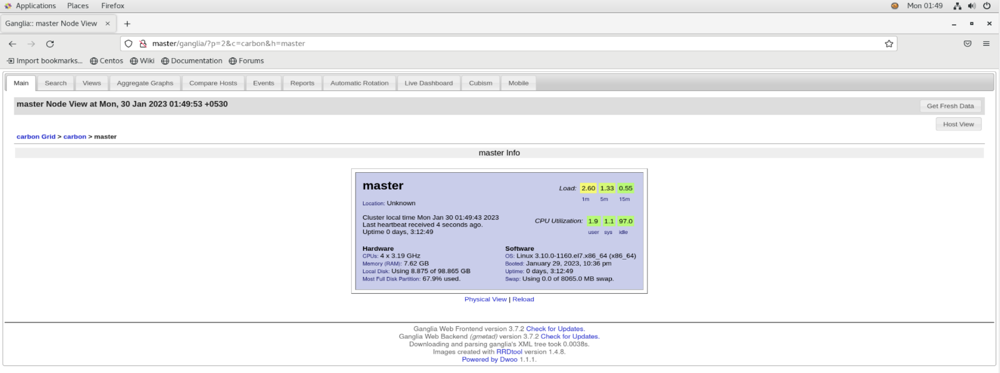 Applications Places Firefox Mon 01:49
Ganglia:: master Node View × +
master/ganglia/?p=2&c=carbon&h=master
Import bookmarks... Centos Wiki Documentation Forums
Main Search Views Aggregate Graphs Compare Hosts Events Reports Automatic Rotation Live Dashboard Cubism Mobile
master Node View at Mon, 30 Jan 2023 01:49:53 +0530 Get Fresh Data
Host View
carbon Grid > carbon > master
master Info
master
Load: 2.60 1.33 0.55
1m 5m 15m
Location: Unknown
Cluster local time Mon Jan 30 01:49:43 2023
Last heartbeat received 4 seconds ago.
Uptime 0 days, 3:12:49
CPU Utilization: 1.9 1.1 97.0
user sys idle
Hardware
CPUs: 4 x 3.19 GHz
Memory (RAM): 7.62 GB
Local Disk: Using 8.875 of 98.865 GB
Most Full Disk Partition: 67.9% used.
Software
OS: Linux 3.10.0-1160.el7.x86_64 (x86_64)
Booted: January 29, 2023, 10:36 pm
Uptime: 0 days, 3:12:49
Swap: Using 0.0 of 8065.0 MB swap.
Physical View | Reload
Ganglia Web Frontend version 3.7.2 Check for Updates.
Ganglia Web Backend (gmetad) version 3.7.2 Check for Updates.
Downloading and parsing ganglia's XML tree took 0.0038s.
Images created with RRDtool version 1.4.8.
Powered by Dwoo 1.1.1.